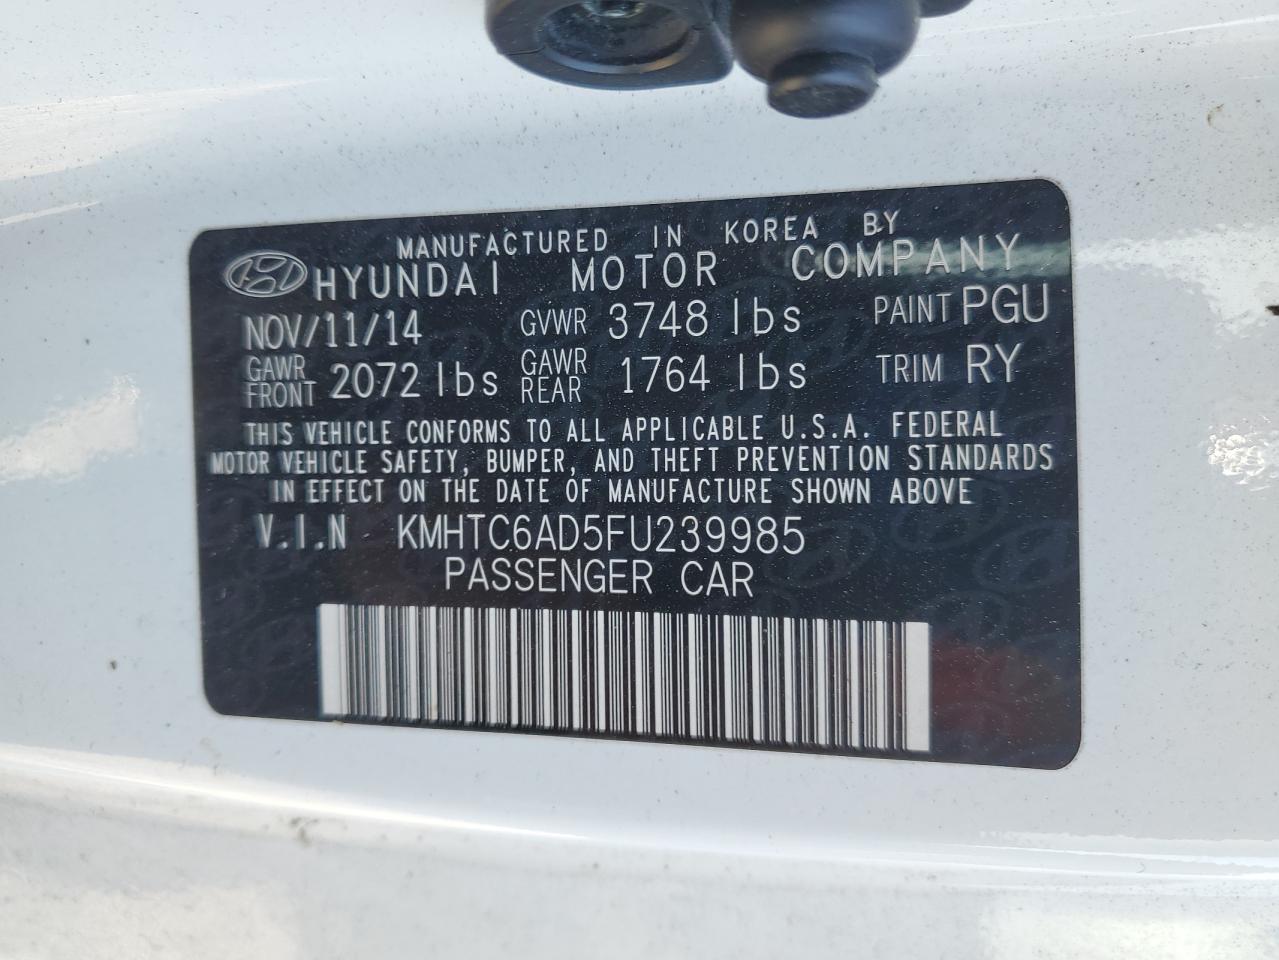 MANUFACTURED IN KOREA BY
HYUNDAI MOTOR COMPANY
NOV/11/14 GVWR 3748 lbs PAINT PGU
GAWR FRONT 2072 lbs GAWR REAR 1764 lbs TRIM RY
THIS VEHICLE CONFORMS TO ALL APPLICABLE U.S.A. FEDERAL
MOTOR VEHICLE SAFETY, BUMPER, AND THEFT PREVENTION STANDARDS
IN EFFECT ON THE DATE OF MANUFACTURE SHOWN ABOVE
V.I.N KMHTC6AD5FU239985
PASSENGER CAR